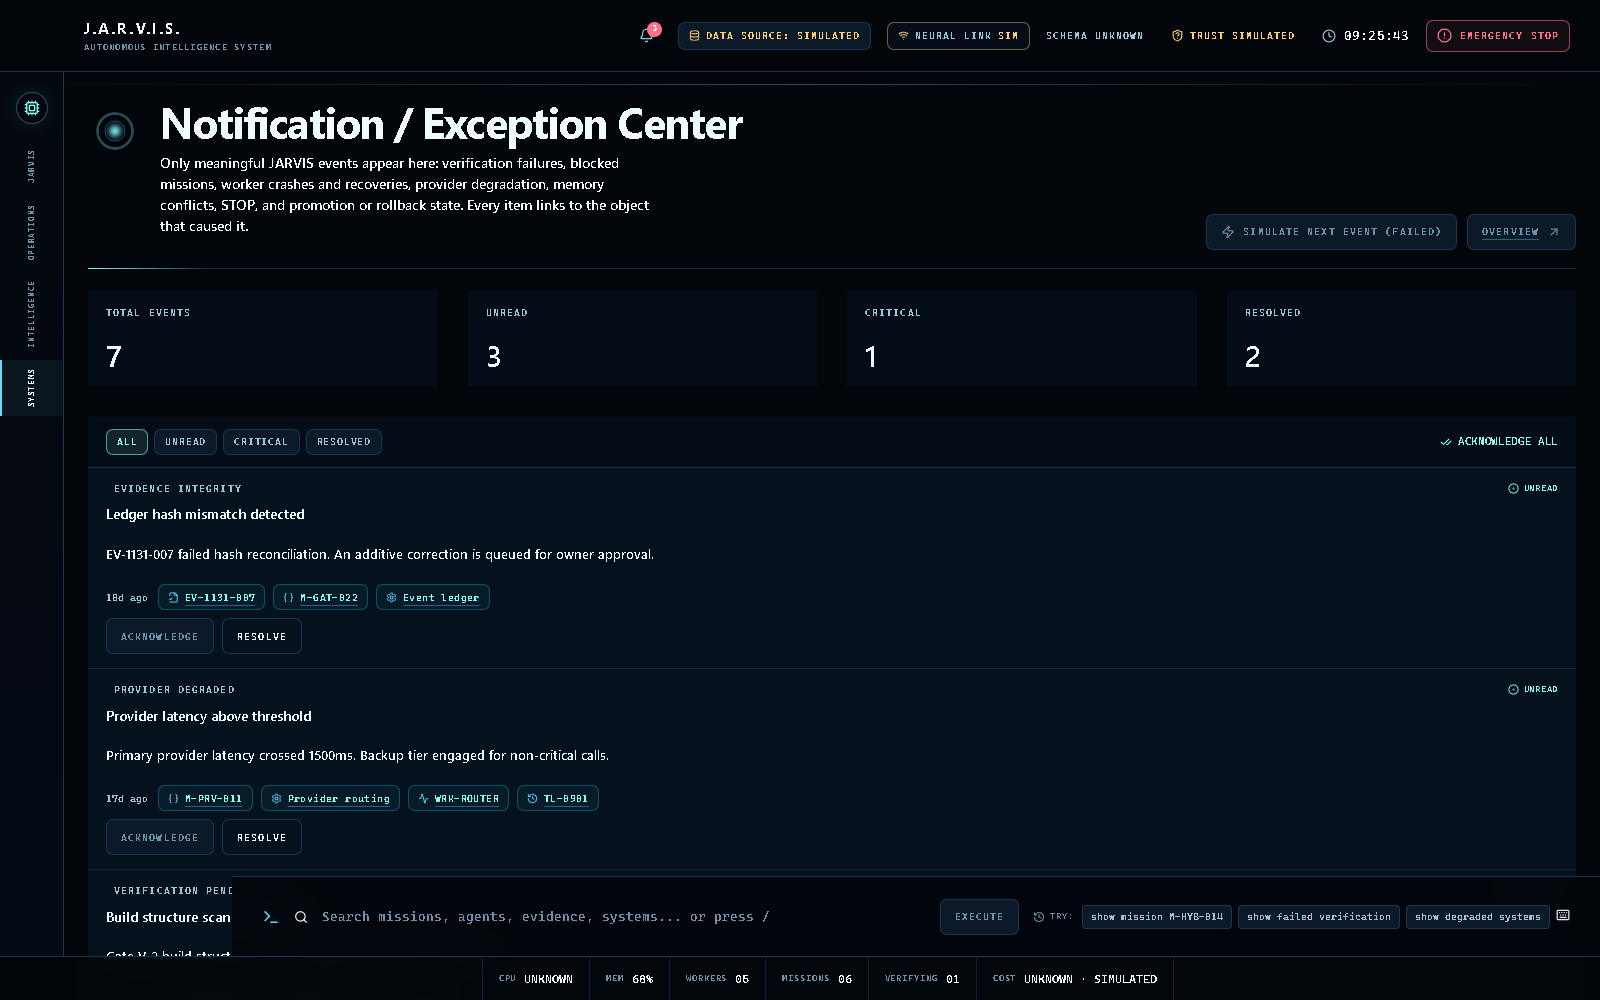 J.A.R.V.I.S.
AUTONOMOUS INTELLIGENCE SYSTEM
3
DATA SOURCE: SIMULATED
NEURAL LINK SIM
SCHEMA UNKNOWN
TRUST SIMULATED
09:25:43
EMERGENCY STOP
JARVIS
OPERATIONS
INTELLIGENCE
SYSTEMS
Notification / Exception Center
Only meaningful JARVIS events appear here: verification failures, blocked
missions, worker crashes and recoveries, provider degradation, memory
conflicts, STOP, and promotion or rollback state. Every item links to the object
that caused it.
SIMULATE NEXT EVENT (FAILED)
OVERVIEW
TOTAL EVENTS
7
UNREAD
3
CRITICAL
1
RESOLVED
2
ALL
UNREAD
CRITICAL
RESOLVED
ACKNOWLEDGE ALL
EVIDENCE INTEGRITY
UNREAD
Ledger hash mismatch detected
EV-1131-007 failed hash reconciliation. An additive correction is queued for owner approval.
18d ago
EV-1131-007
M-GAT-022
Event ledger
ACKNOWLEDGE
RESOLVE
PROVIDER DEGRADED
UNREAD
Provider latency above threshold
Primary provider latency crossed 1500ms. Backup tier engaged for non-critical calls.
17d ago
M-PRV-011
Provider routing
WRK-ROUTER
TL-0901
ACKNOWLEDGE
RESOLVE
VERIFICATION PEND
Build structure scan
Gate V-2 build struct
Search missions, agents, evidence, systems... or press /
EXECUTE
TRY:
show mission M-HYB-014
show failed verification
show degraded systems
CPU UNKNOWN
MEM 68%
WORKERS 05
MISSIONS 06
VERIFYING 01
COST UNKNOWN · SIMULATED